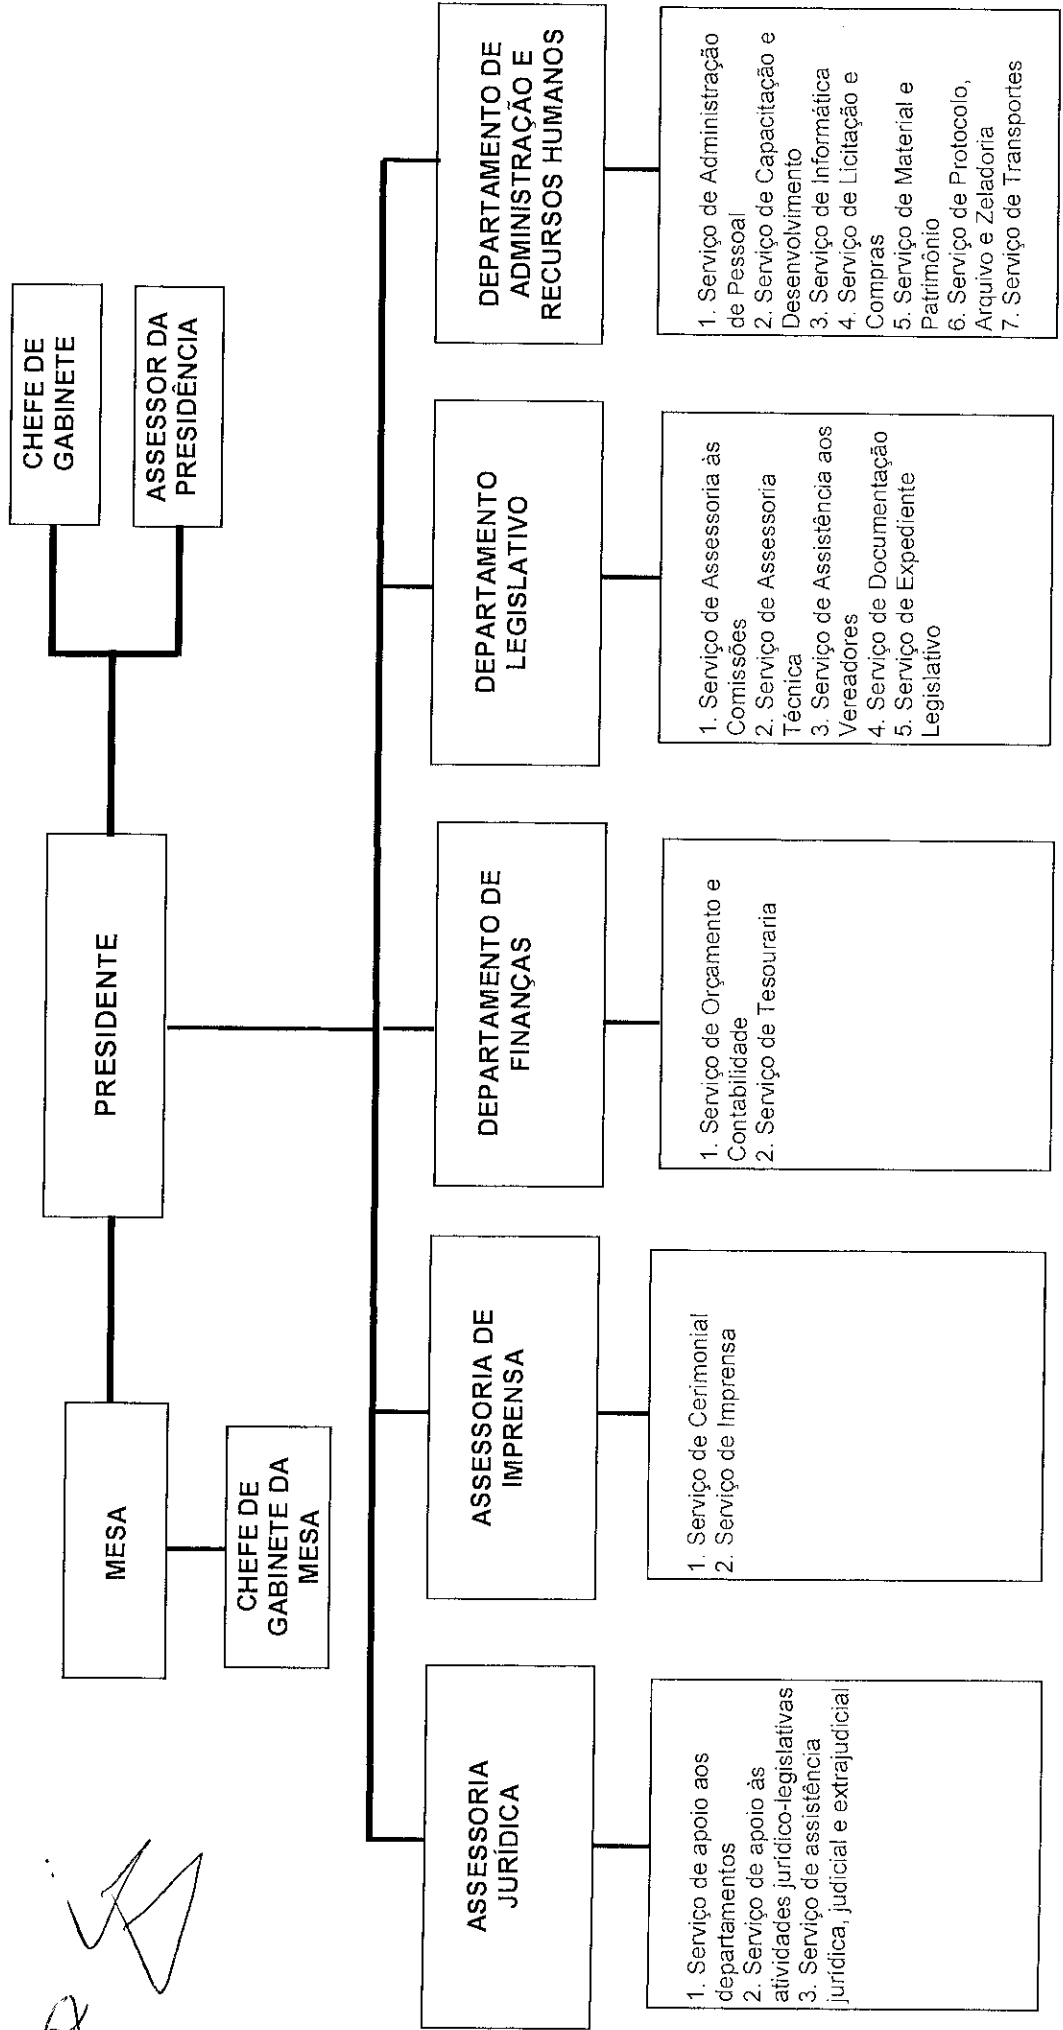 CHEFE DE
GABINETE
ASSESSOR DA
PRESIDÊNCIA
PRESIDENTE
MESA
CHEFE DE
GABINETE DA
MESA
ASSESSORIA
JURÍDICA
1. Serviço de apoio aos
departamentos
2. Serviço de apoio às
atividades jurídico-legislativas
3. Serviço de assistência
jurídica, judicial e extrajudicial
ASSESSORIA DE
IMPRENSA
1. Serviço de Cerimonial
2. Serviço de Imprensa
DEPARTAMENTO DE
FINANÇAS
1. Serviço de Orçamento e
Contabilidade
2. Serviço de Tesouraria
DEPARTAMENTO
LEGISLATIVO
1. Serviço de Assessoria às
Comissões
2. Serviço de Assessoria
Técnica
3. Serviço de Assistência aos
Vereadores
4. Serviço de Documentação
5. Serviço de Expediente
Legislativo
DEPARTAMENTO DE
ADMINISTRAÇÃO E
RECURSOS HUMANOS
1. Serviço de Administração
de Pessoal
2. Serviço de Capacitação e
Desenvolvimento
3. Serviço de Informática
4. Serviço de Licitação e
Compras
5. Serviço de Material e
Patrimônio
6. Serviço de Protocolo,
Arquivo e Zeladoria
7. Serviço de Transportes